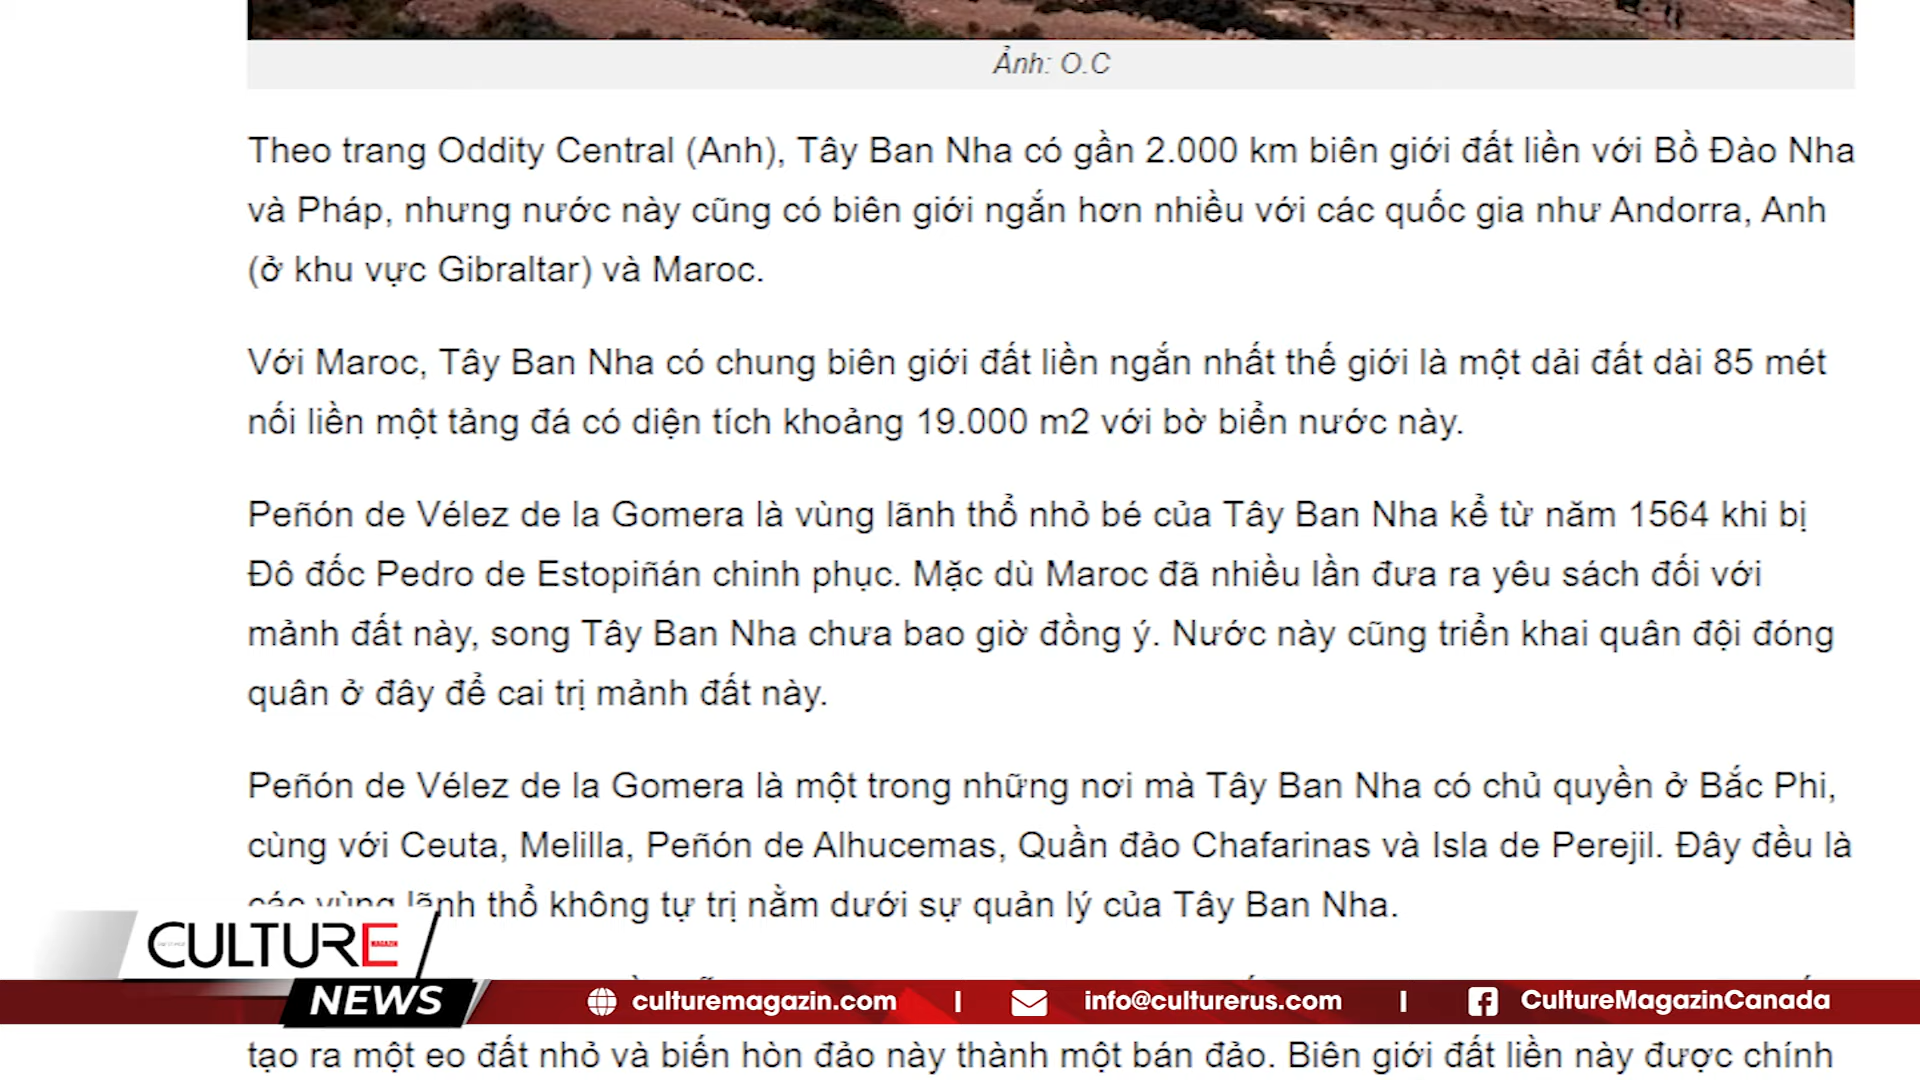 Ảnh: O.C
Theo trang Oddity Central (Anh), Tây Ban Nha có gần 2.000 km biên giới đất liền với Bồ Đào Nha
và Pháp, nhưng nước này cũng có biên giới ngắn hơn nhiều với các quốc gia như Andorra, Anh
(ở khu vực Gibraltar) và Maroc.
Với Maroc, Tây Ban Nha có chung biên giới đất liền ngắn nhất thế giới là một dải đất dài 85 mét
nối liền một tảng đá có diện tích khoảng 19.000 m2 với bờ biển nước này.
Peñón de Vélez de la Gomera là vùng lãnh thổ nhỏ bé của Tây Ban Nha kể từ năm 1564 khi bị
Đô đốc Pedro de Estopiñán chinh phục. Mặc dù Maroc đã nhiều lần đưa ra yêu sách đối với
mảnh đất này, song Tây Ban Nha chưa bao giờ đồng ý. Nước này cũng triển khai quân đội đóng
quân ở đây để cai trị mảnh đất này.
Peñón de Vélez de la Gomera là một trong những nơi mà Tây Ban Nha có chủ quyền ở Bắc Phi,
cùng với Ceuta, Melilla, Peñón de Alhucemas, Quần đảo Chafarinas và Isla de Perejil. Đây đều là
các vùng lãnh thổ không tự trị nằm dưới sự quản lý của Tây Ban Nha.
CULTURE
MAGAZIN
NEWS
culturemagazin.com | info@culturerus.com | CultureMagazinCanada
tạo ra một eo đất nhỏ và biến hòn đảo này thành một bán đảo. Biên giới đất liền này được chính